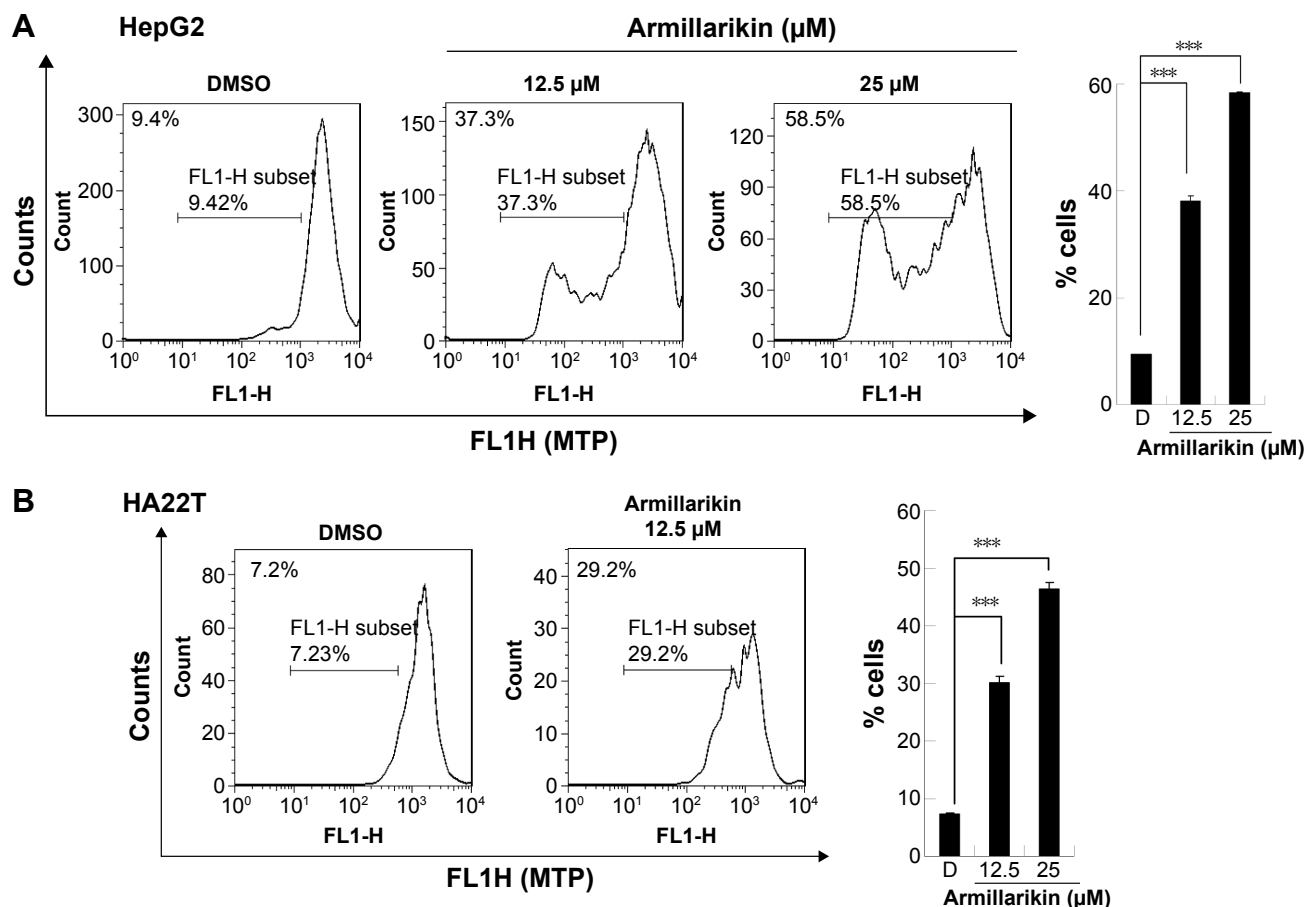 A
HepG2
Armillarikin (µM)
DMSO
12.5 µM
25 µM
Counts
Count
300
200
100
0
9.4%
FL1-H subset
9.42%
10⁰ 10¹ 10² 10³ 10⁴
FL1-H
Count
150
100
50
0
37.3%
FL1-H subset
37.3%
10⁰ 10¹ 10² 10³ 10⁴
FL1-H
Count
120
90
60
30
0
58.5%
FL1-H subset
58.5%
10⁰ 10¹ 10² 10³ 10⁴
FL1-H
FL1H (MTP)
% cells
60
40
20
0
***
***
D 12.5 25
Armillarikin (µM)
B
HA22T
DMSO
Armillarikin
12.5 µM
Counts
Count
80
60
40
20
0
7.2%
FL1-H subset
7.23%
10⁰ 10¹ 10² 10³ 10⁴
FL1-H
Count
40
30
20
10
0
29.2%
FL1-H subset
29.2%
10⁰ 10¹ 10² 10³ 10⁴
FL1-H
FL1H (MTP)
% cells
60
50
40
30
20
10
0
***
***
D 12.5 25
Armillarikin (µM)